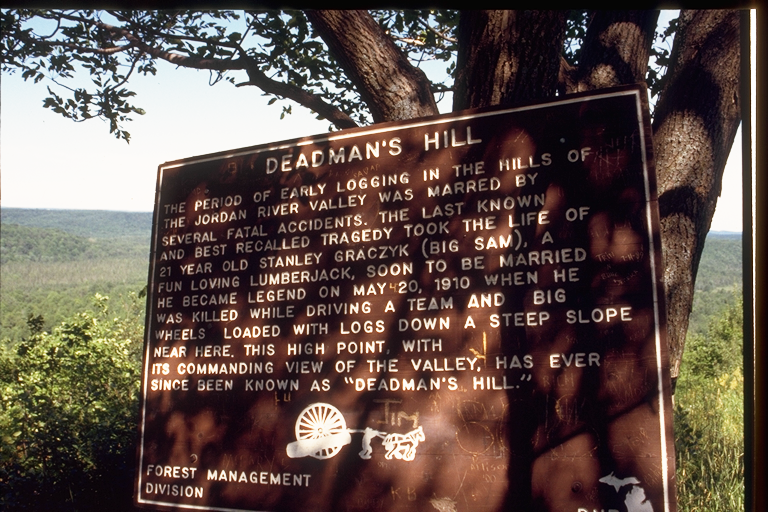 DEADMAN'S HILL
THE PERIOD OF EARLY LOGGING IN THE HILLS OF
THE JORDAN RIVER VALLEY WAS MARRED BY
SEVERAL FATAL ACCIDENTS. THE LAST KNOWN
AND BEST RECALLED TRAGEDY TOOK THE LIFE OF
21 YEAR OLD STANLEY GRACZYK (BIG SAM), A
FUN LOVING LUMBERJACK, SOON TO BE MARRIED
HE BECAME LEGEND ON MAY 20, 1910 WHEN HE
WAS KILLED WHILE DRIVING A TEAM AND BIG
WHEELS LOADED WITH LOGS DOWN A STEEP SLOPE
NEAR HERE. THIS HIGH POINT, WITH
ITS COMMANDING VIEW OF THE VALLEY, HAS EVER
SINCE BEEN KNOWN AS "DEADMAN'S HILL."
Jim
FOREST MANAGEMENT
DIVISION